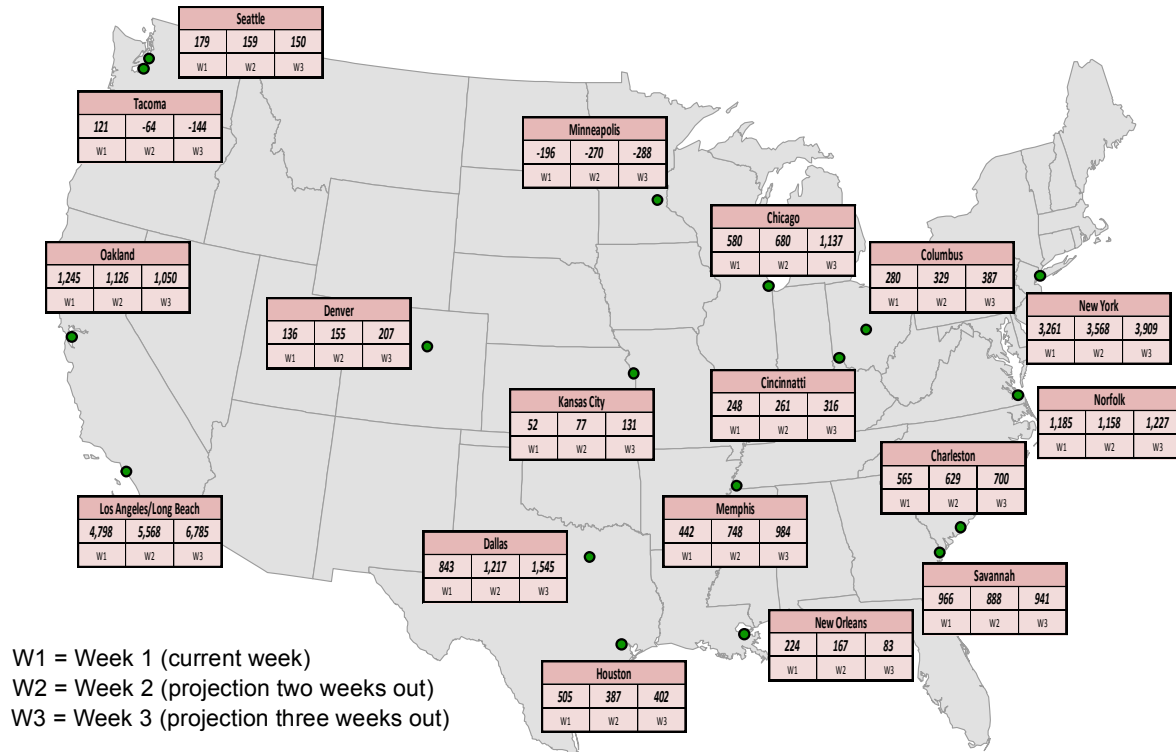 Seattle
179 159 150
W1 W2 W3
Tacoma
121 -64 -144
W1 W2 W3
Minneapolis
-196 -270 -288
W1 W2 W3
Chicago
580 680 1,137
W1 W2 W3
Oakland
1,245 1,126 1,050
W1 W2 W3
Columbus
280 329 387
W1 W2 W3
Denver
136 155 207
W1 W2 W3
New York
3,261 3,568 3,909
W1 W2 W3
Cincinnatti
248 261 316
W1 W2 W3
Kansas City
52 77 131
W1 W2 W3
Norfolk
1,185 1,158 1,227
W1 W2 W3
Charleston
565 629 700
W1 W2 W3
Los Angeles/Long Beach
4,798 5,568 6,785
W1 W2 W3
Memphis
442 748 984
W1 W2 W3
Dallas
843 1,217 1,545
W1 W2 W3
Savannah
966 888 941
W1 W2 W3
New Orleans
224 167 83
W1 W2 W3
Houston
505 387 402
W1 W2 W3
W1 = Week 1 (current week)
W2 = Week 2 (projection two weeks out)
W3 = Week 3 (projection three weeks out)